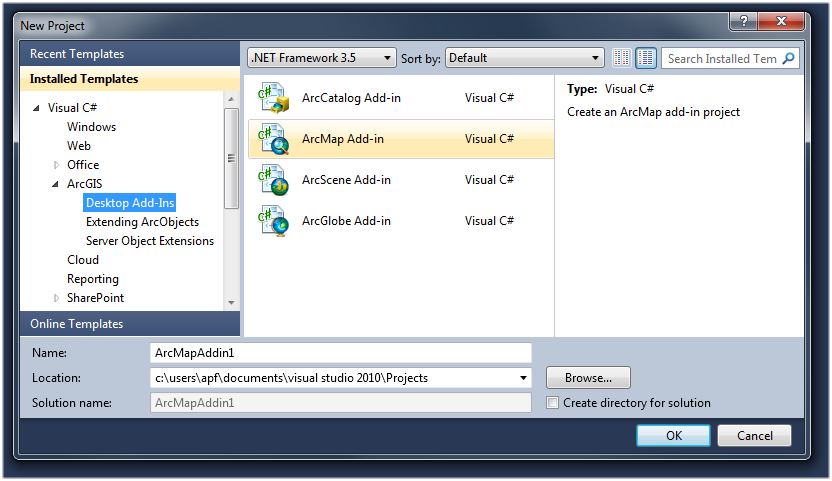 New Project
Recent Templates
Installed Templates
Visual C#
Windows
Web
Office
ArcGIS
Desktop Add-Ins
Extending ArcObjects
Server Object Extensions
Cloud
Reporting
SharePoint
Online Templates
.NET Framework 3.5 Sort by: Default Search Installed Tem
C# ArcCatalog Add-in Visual C#
C# ArcMap Add-in Visual C#
C# ArcScene Add-in Visual C#
C# ArcGlobe Add-in Visual C#
Type: Visual C#
Create an ArcMap add-in project
Name: ArcMapAddin1
Location: c:\users\apf\documents\visual studio 2010\Projects Browse...
Solution name: ArcMapAddin1 Create directory for solution
OK Cancel